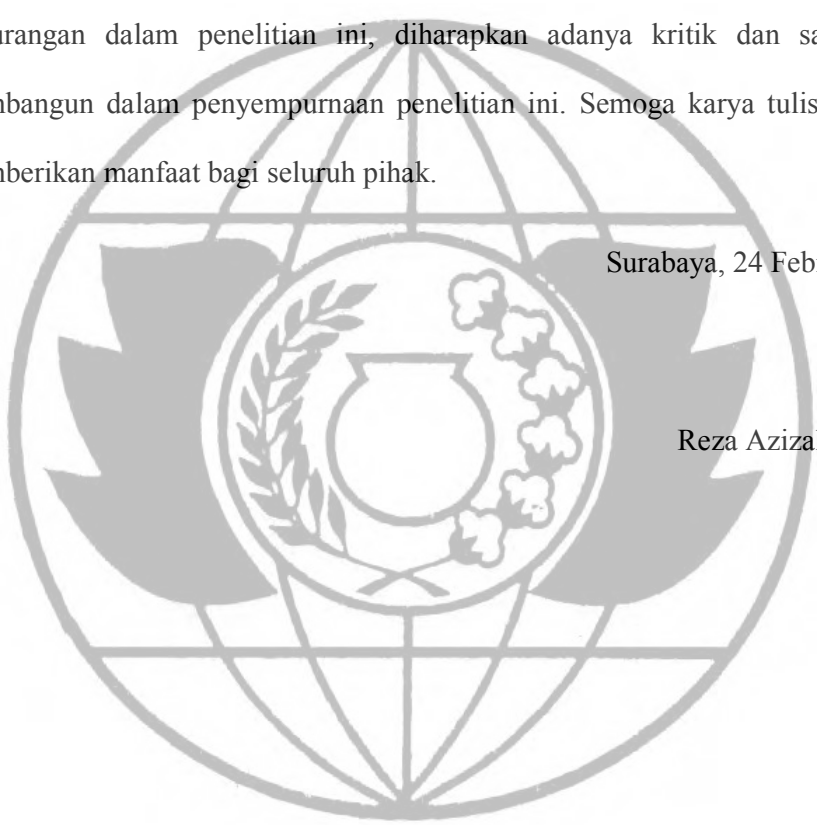 urangan dalam penelitian ini, diharapkan adanya kritik dan sa
nbangun dalam penyempurnaan penelitian ini. Semoga karya tulis
nberikan manfaat bagi seluruh pihak.
Surabaya, 24 Feb
Reza Aziza